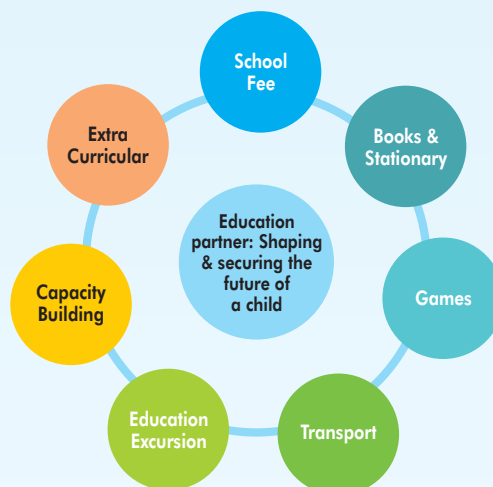 School
Fee
Books &
Stationary
Games
Transport
Education
Excursion
Capacity
Building
Extra
Curricular
Education
partner: Shaping
& securing the
future of
a child